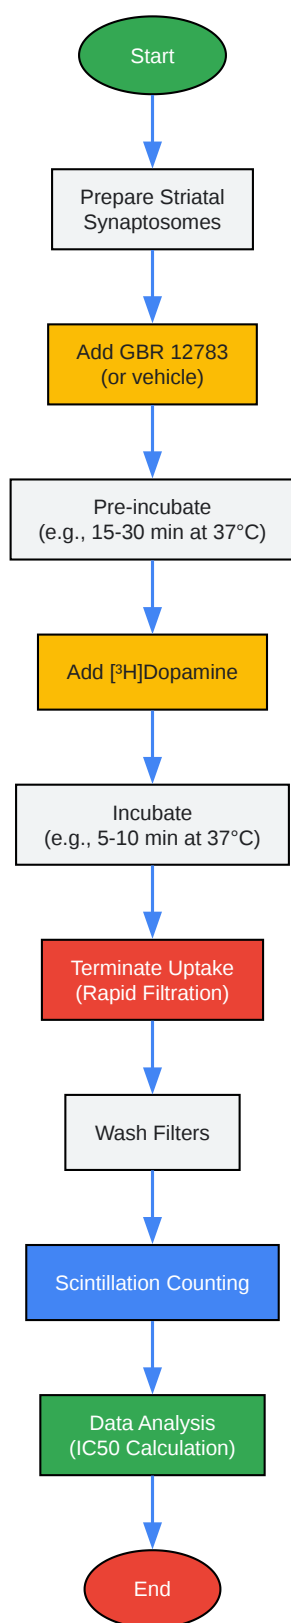 Start
Prepare Striatal
Synaptosomes
Add GBR 12783
(or vehicle)
Pre-incubate
(e.g., 15-30 min at 37°C)
Add [³H]Dopamine
Incubate
(e.g., 5-10 min at 37°C)
Terminate Uptake
(Rapid Filtration)
Wash Filters
Scintillation Counting
Data Analysis
(IC50 Calculation)
End